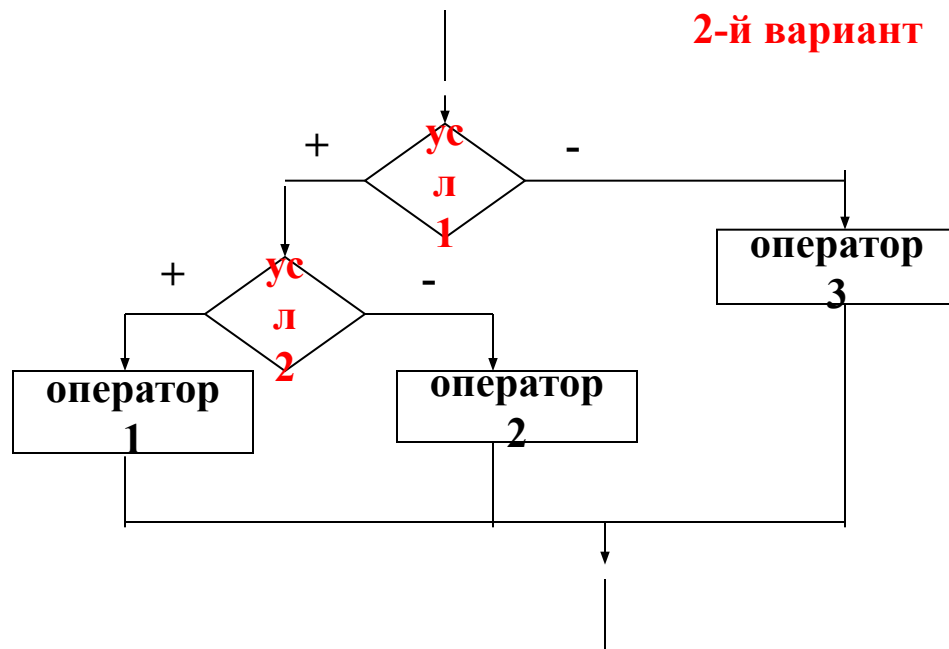 2-й вариант
+
ус
л
1
-
+
ус
л
2
-
оператор
3
оператор
1
оператор
2